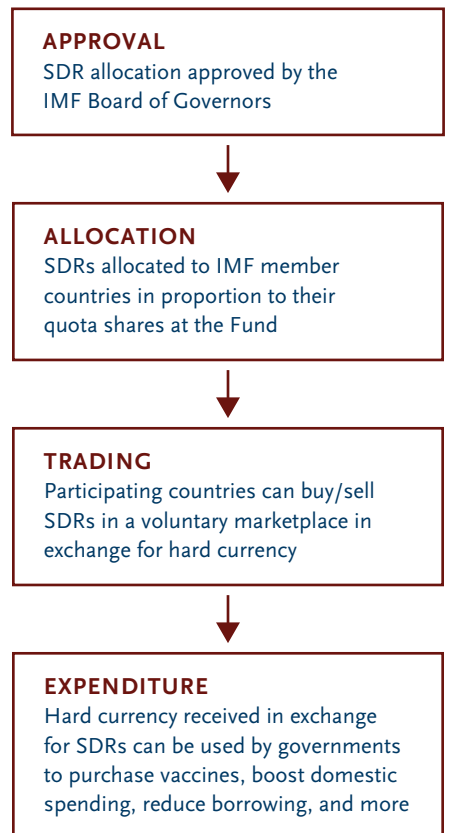 APPROVAL
SDR allocation approved by the
IMF Board of Governors
ALLOCATION
SDRs allocated to IMF member
countries in proportion to their
quota shares at the Fund
TRADING
Participating countries can buy/sell
SDRs in a voluntary marketplace in
exchange for hard currency
EXPENDITURE
Hard currency received in exchange
for SDRs can be used by governments
to purchase vaccines, boost domestic
spending, reduce borrowing, and more